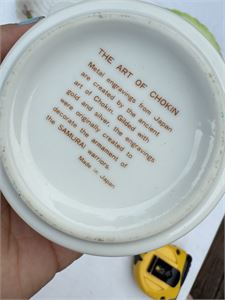 THE ART OF CHOKIN
Metal engravings from Japan
are created by the ancient
art of Chokin. Gilded with
gold and silver, the engravings
were originally created to
decorate the armament of
the SAMURAI warriors.
Made in Japan